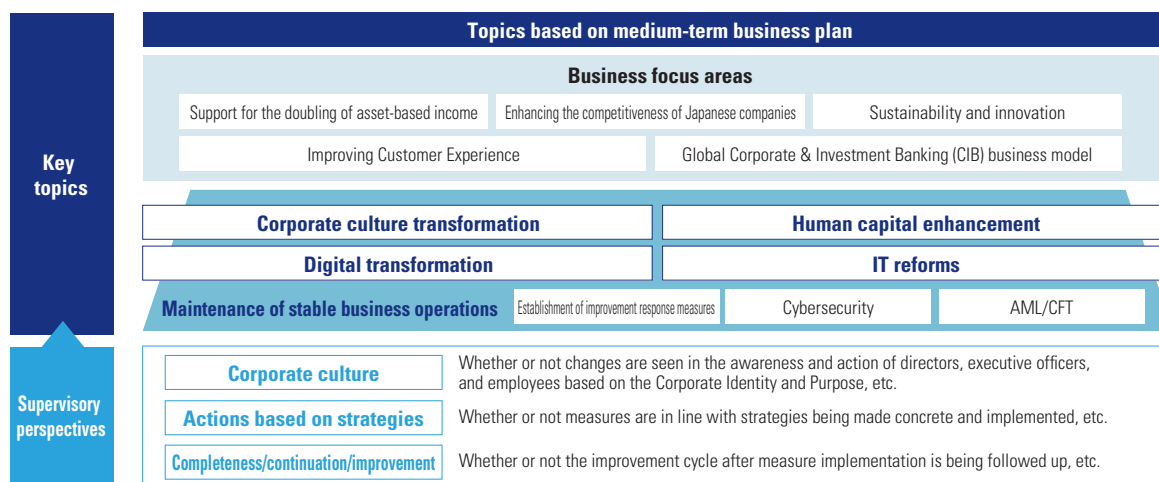 Topics based on medium-term business plan
Business focus areas
Support for the doubling of asset-based income
Enhancing the competitiveness of Japanese companies
Sustainability and innovation
Improving Customer Experience
Global Corporate & Investment Banking (CIB) business model
Key
topics
Corporate culture transformation
Human capital enhancement
Digital transformation
IT reforms
Maintenance of stable business operations
Establishment of improvement response measures
Cybersecurity
AML/CFT
Supervisory
perspectives
Corporate culture
Whether or not changes are seen in the awareness and action of directors, executive officers,
and employees based on the Corporate Identity and Purpose, etc.
Actions based on strategies
Whether or not measures are in line with strategies being made concrete and implemented, etc.
Completeness/continuation/improvement
Whether or not the improvement cycle after measure implementation is being followed up, etc.